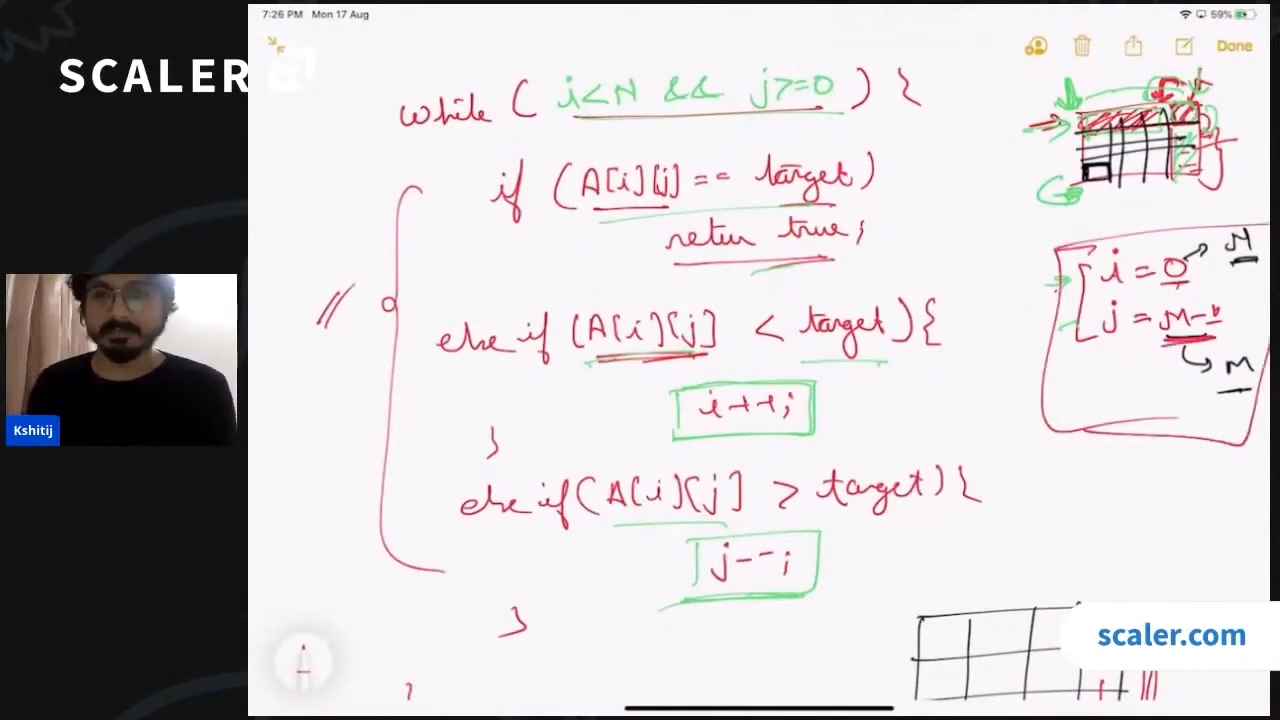 7:26 PM Mon 17 Aug
59%
SCALER
Done
while ( i<N && j>=0 ) {
if (A[i][j] == target)
retur true;
i = 0 → N
j = M-1
→ M
else if (A[i][j] < target) {
i++;
}
else if (A[i][j] > target) {
j--;
}
Kshitij
scaler.com